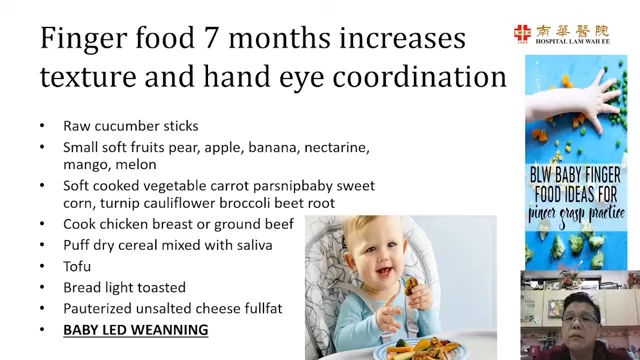 Finger food 7 months increases
texture and hand eye coordination
南華醫院
HOSPITAL LAM WAH EE
• Raw cucumber sticks
• Small soft fruits pear, apple, banana, nectarine,
mango, melon
• Soft cooked vegetable carrot parsnipbaby sweet
corn, turnip cauliflower broccoli beet root
• Cook chicken breast or ground beef
• Puff dry cereal mixed with saliva
• Tofu
• Bread light toasted
• Pauterized unsalted cheese fullfat
• BABY LED WEANNING
BLW BABY FINGER
FOOD IDEAS FOR
pincer grasp practice